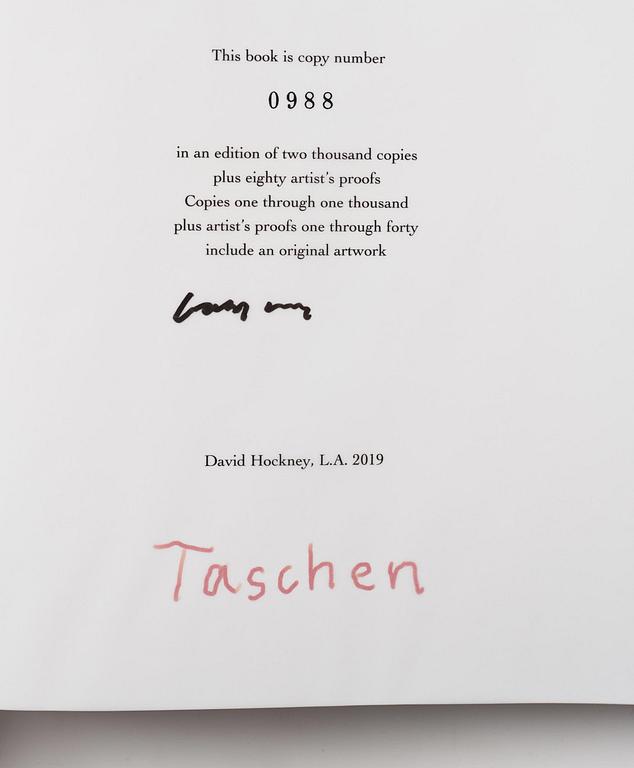 This book is copy number
0988
in an edition of two thousand copies
plus eighty artist's proofs
Copies one through one thousand
plus artist's proofs one through forty
include an original artwork
David Hockney, L.A. 2019
Taschen